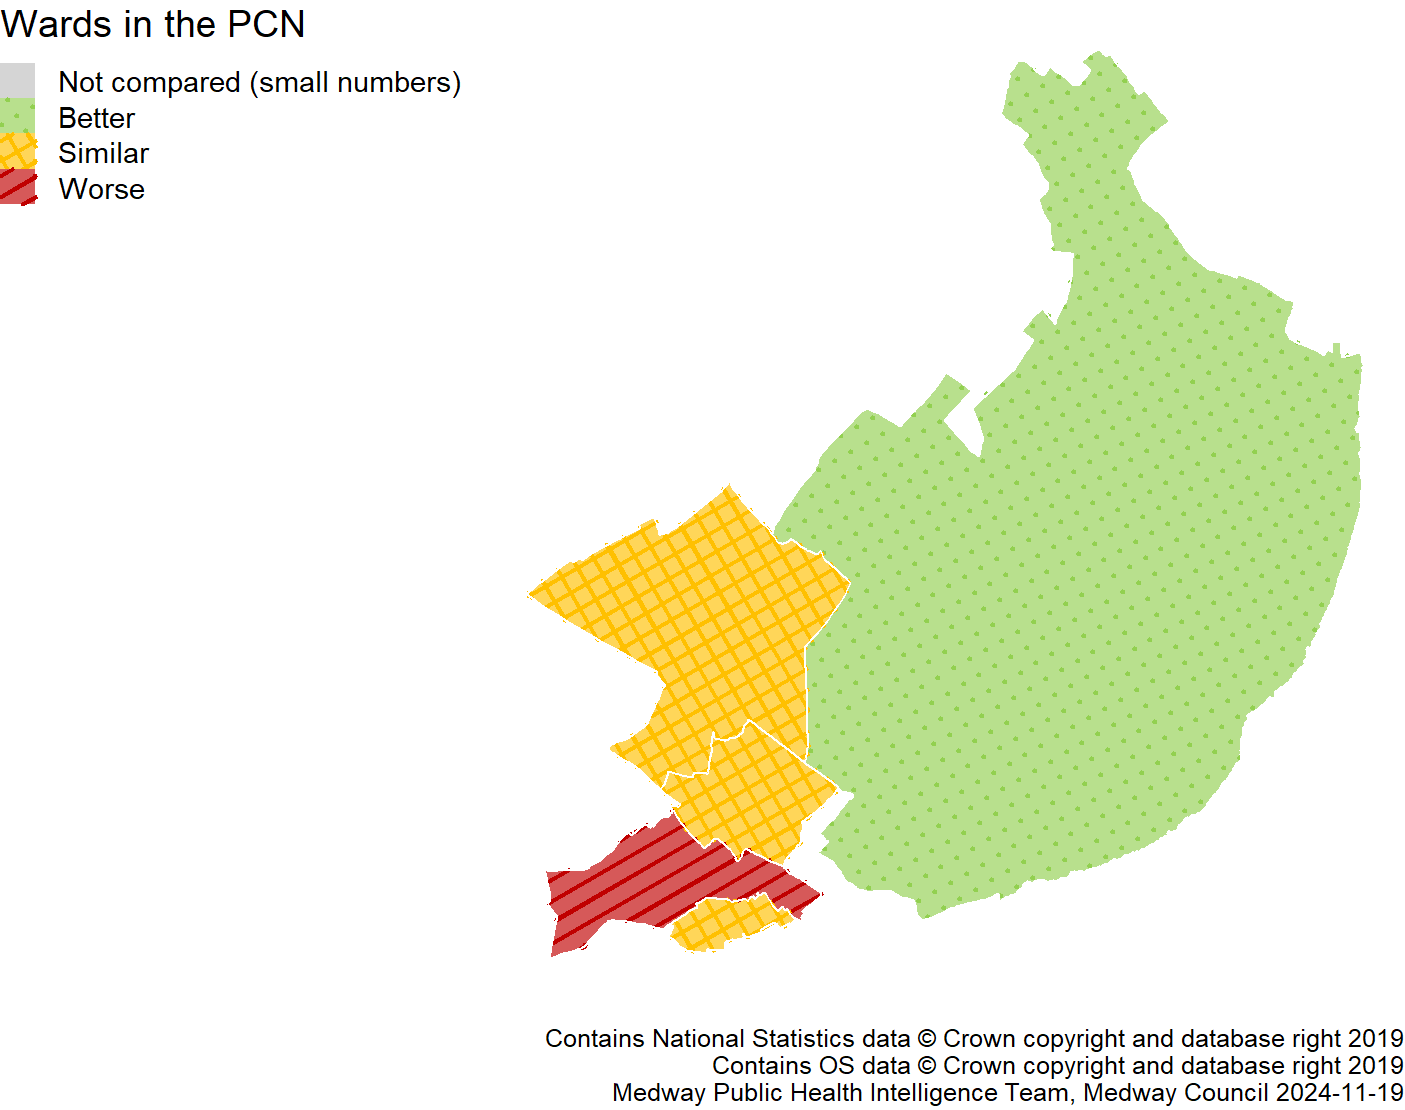 Wards in the PCN
Not compared (small numbers)
Better
Similar
Worse
Contains National Statistics data © Crown copyright and database right 2019
Contains OS data © Crown copyright and database right 2019
Medway Public Health Intelligence Team, Medway Council 2024-11-19